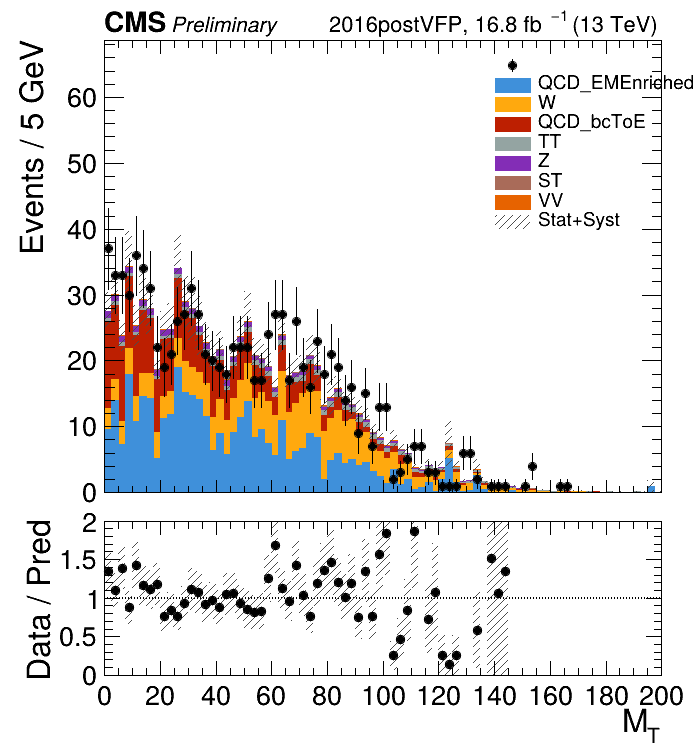 CMS Preliminary 2016postVFP, 16.8 fb⁻¹ (13 TeV)
Events / 5 GeV
60
50
40
30
20
10
0
QCD_EMEnriched
W
QCD_bcToE
TT
Z
ST
VV
Stat+Syst
Data / Pred
2
1.5
1
0.5
0
0 20 40 60 80 100 120 140 160 180 200
M_T